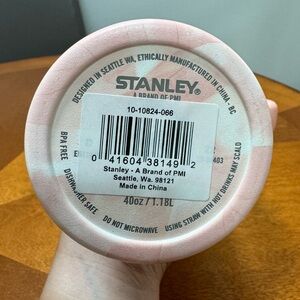 DESIGNED IN SEATTLE WA, ETHICALLY MANUFACTURED IN CHINA - BC
STANLEY
A BRAND OF PMI
10-10824-066
0 41604 38149 2
Stanley - A Brand of PMI
Seattle, Wa. 98121
Made in China
40oz / 1.18L
BPA FREE
DISHWASHER SAFE
DO NOT MICROWAVE
USING STRAW WITH HOT DRINKS MAY SCALD